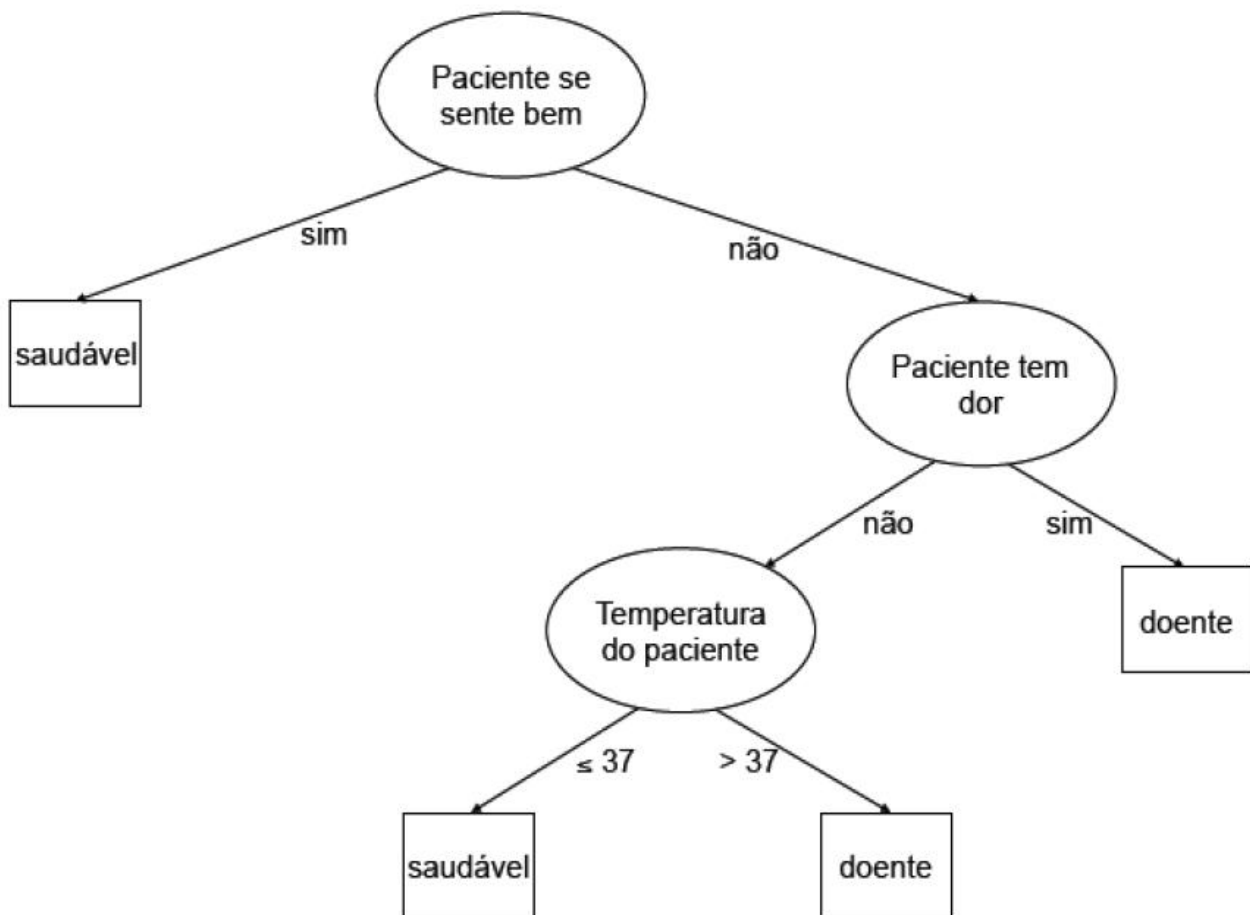 Paciente se
sente bem
sim
não
saudável
Paciente tem
dor
não
sim
Temperatura
do paciente
doente
≤ 37
> 37
saudável
doente